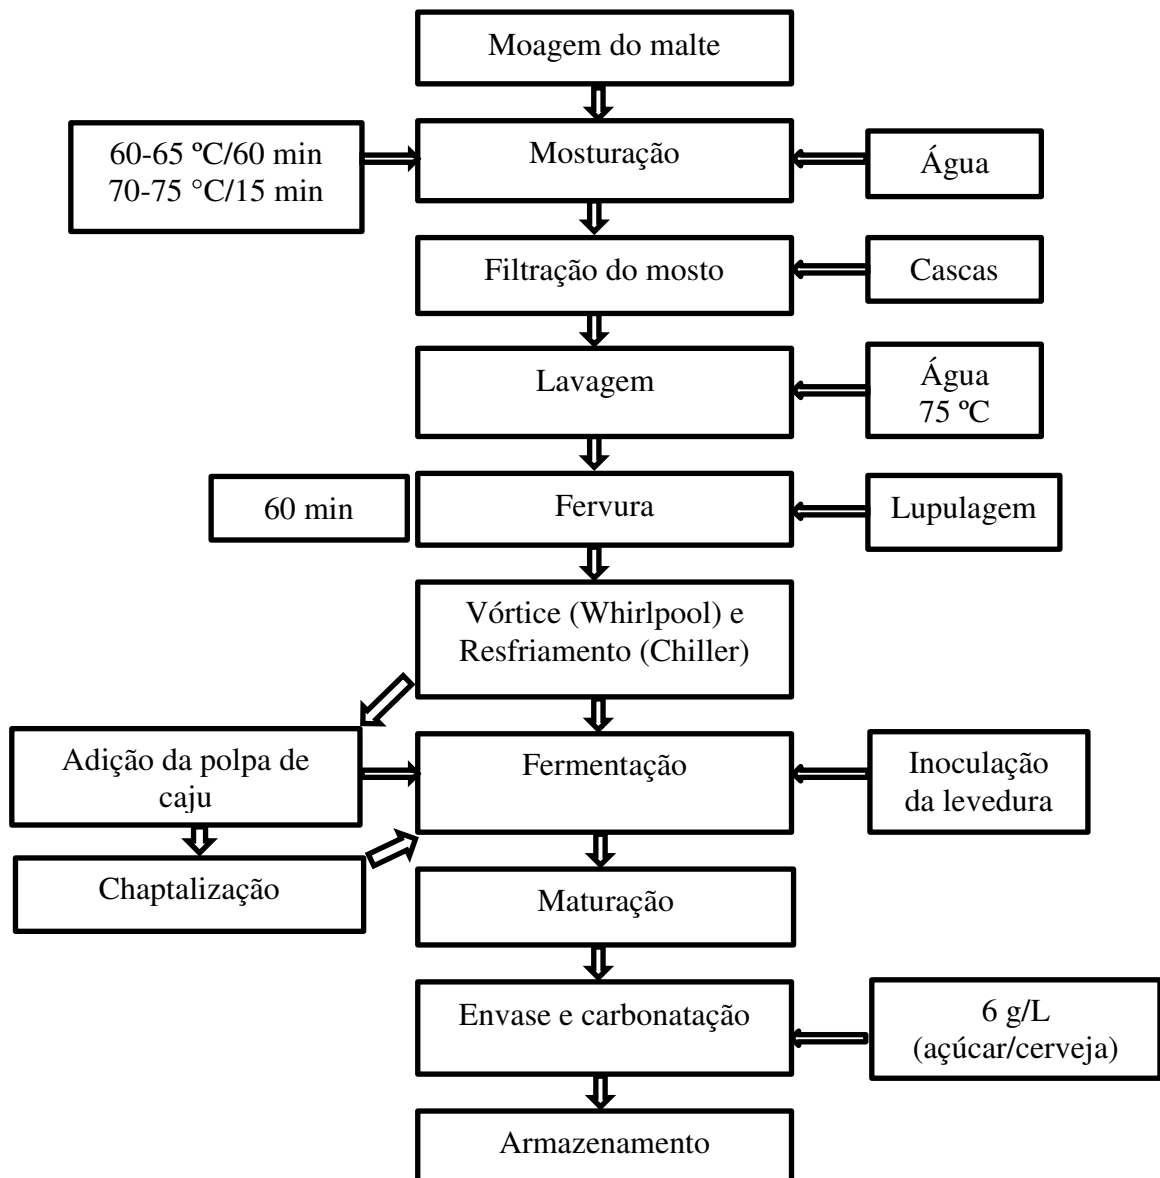 Moagem do malte
60-65 ºC/60 min
70-75 °C/15 min
Mosturação
Água
Filtração do mosto
Cascas
Lavagem
Água
75 ºC
60 min
Fervura
Lupulagem
Vórtice (Whirlpool) e
Resfriamento (Chiller)
Adição da polpa de
caju
Fermentação
Inoculação
da levedura
Chaptalização
Maturação
Envase e carbonatação
6 g/L
(açúcar/cerveja)
Armazenamento